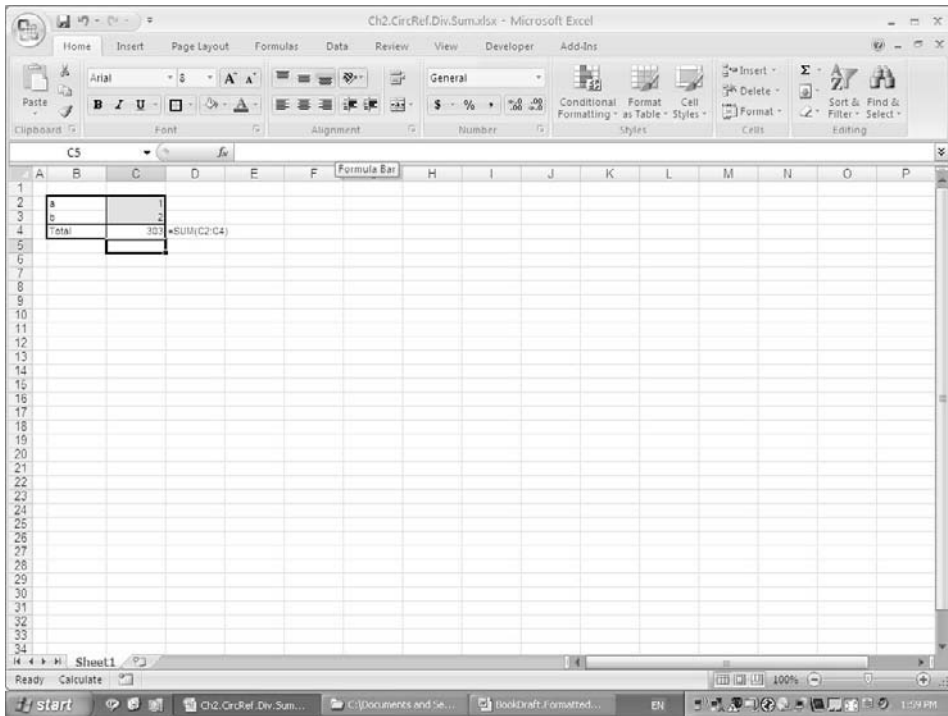 Ch2.CircRef.Div.Sum.xlsx - Microsoft Excel
Home Insert Page Layout Formulas Data Review View Developer Add-Ins
Paste
Arial 8 A A
B I U A
General
$ % , .0 .00 .00 .0
Conditional Formatting
Format as Table
Cell Styles
Insert
Delete
Format
Σ
Sort & Filter
Find & Select
Clipboard Font Alignment Number Styles Cells Editing
C5 fx
Formula Bar
A B C D E F H I J K L M N O P
1
2 a 1
3 b 2
4 Total 303 =SUM(C2:C4)
5
6
7
8
9
10
11
12
13
14
15
16
17
18
19
20
21
22
23
24
25
26
27
28
29
30
31
32
33
34
Sheet1
Ready Calculate 100%
start Ch2.CircRef.Div.Sum... C:\Documents and Se... BookDraft.Formatted... EN 1:59 PM